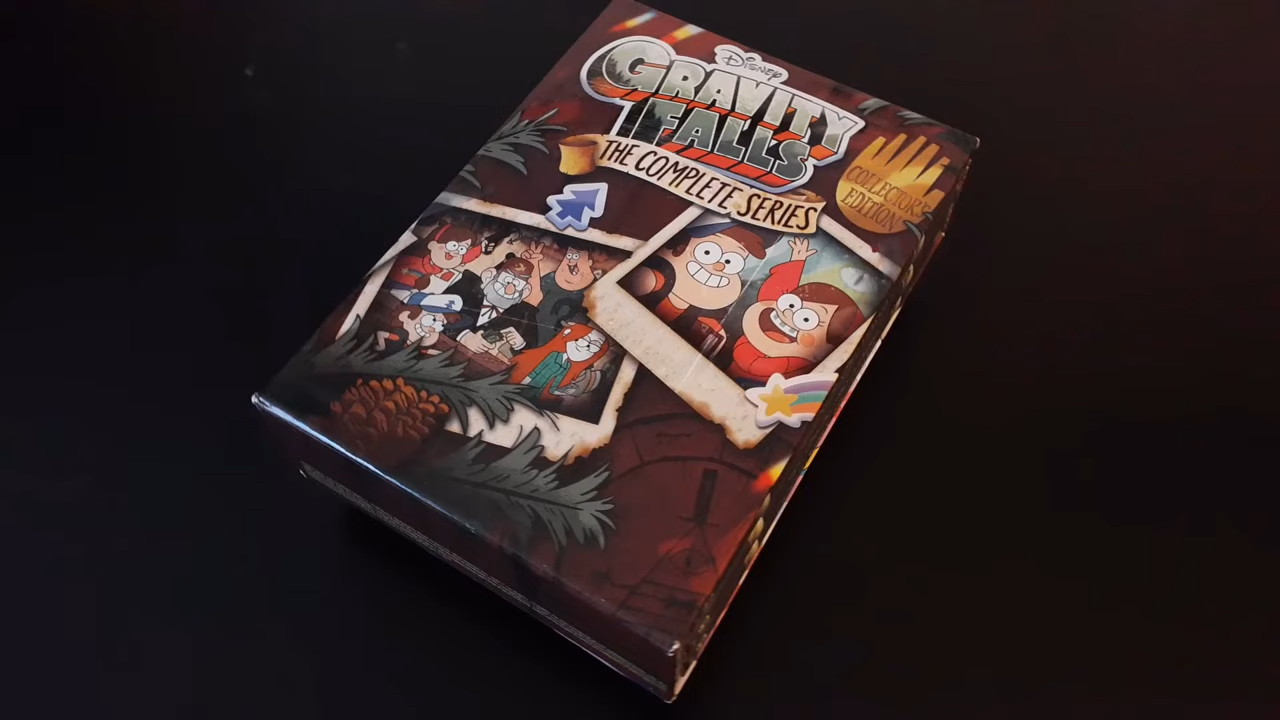 Disney
GRAVITY
FALLS
THE COMPLETE SERIES
COLLECTOR'S
EDITION